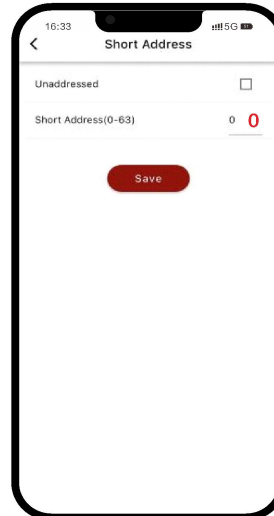 16:33 5G
Short Address
Unaddressed
Short Address(0-63) 0 0
Save